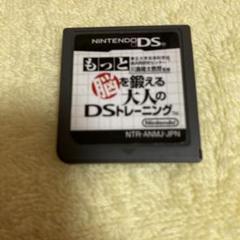 NINTENDO DS
もっと
脳を鍛える
大人の
DSトレーニング
NTR-ANMJ-JPN